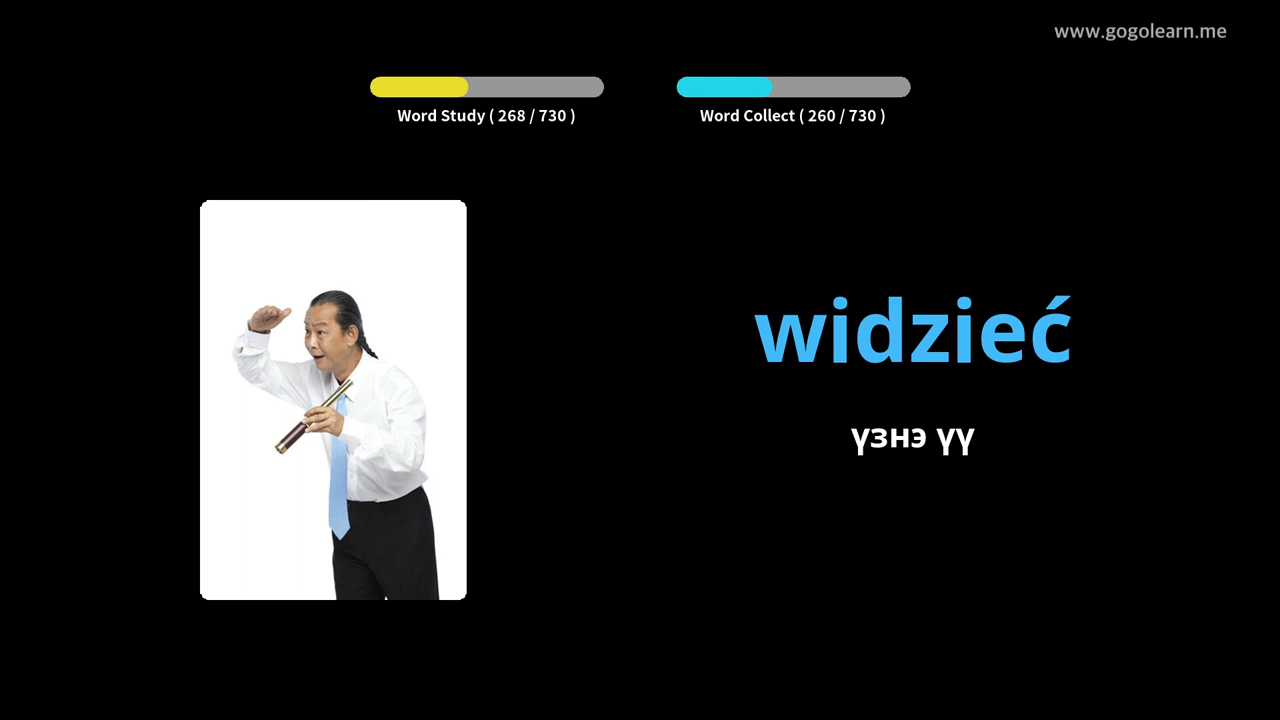 www.gogolearn.me
Word Study ( 268 / 730 )
Word Collect ( 260 / 730 )
widzieć
үзнэ үү